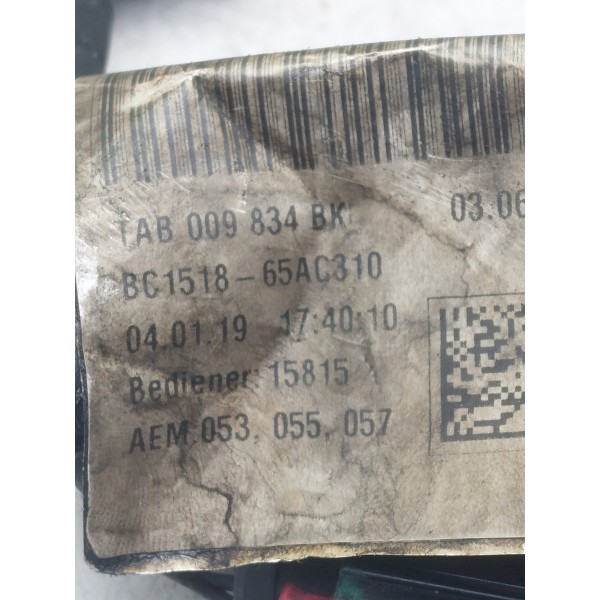 1AB 009 834 BK 03.06
BC1518-65AC310
04.01.19 17:40:10
Bediener: 15815
AEM.053, 055, 057